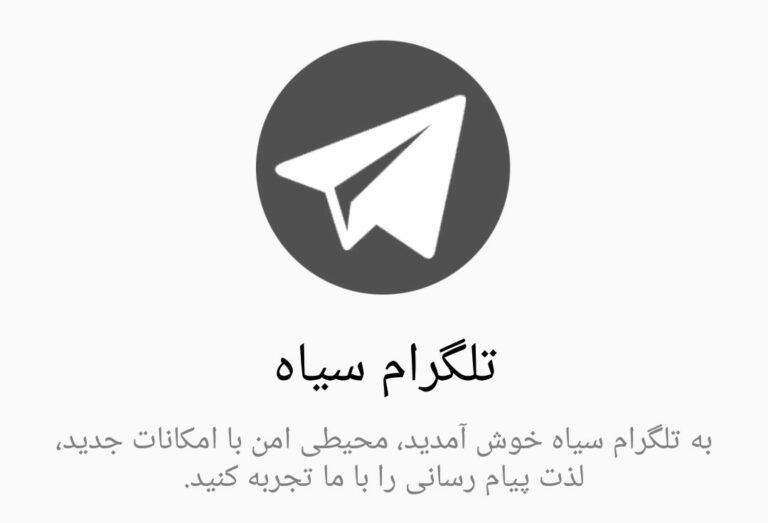 تلگرام سیاه
به تلگرام سیاه خوش آمدید، محیطی امن با امکانات جدید،
لذت پیام رسانی را با ما تجربه کنید.